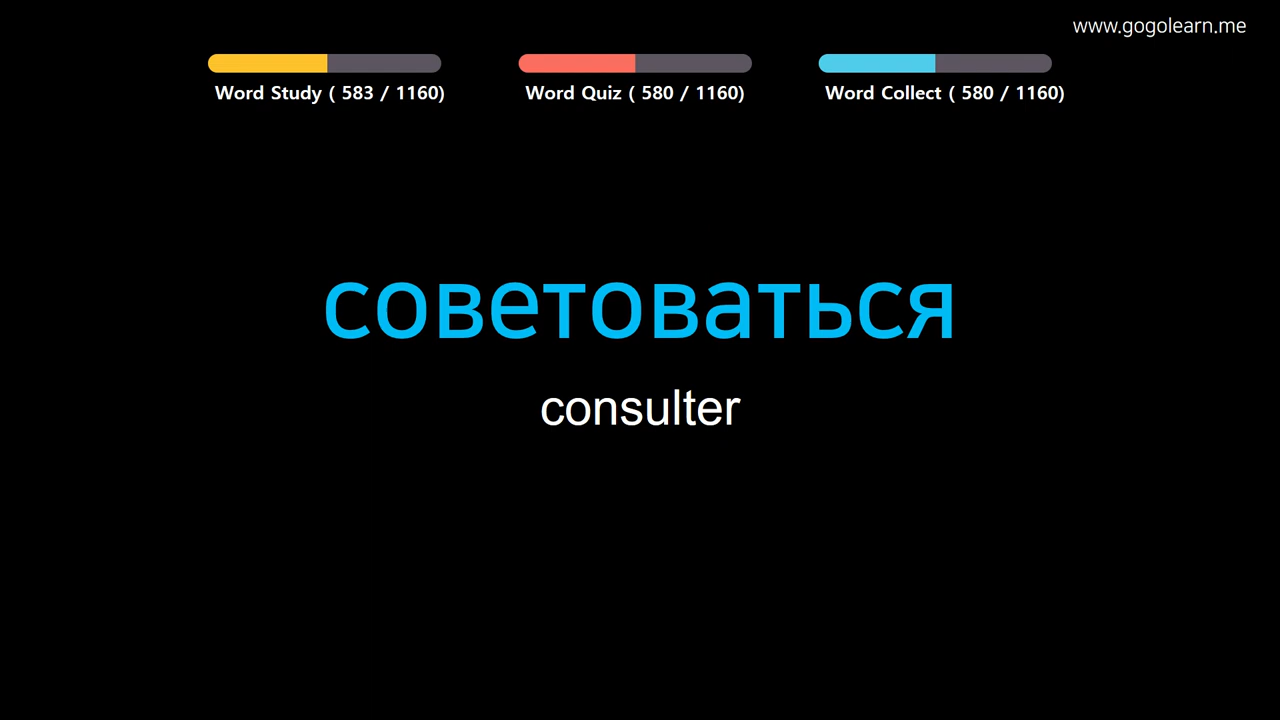 www.gogolearn.me
Word Study ( 583 / 1160)
Word Quiz ( 580 / 1160)
Word Collect ( 580 / 1160)
советоваться
consulter